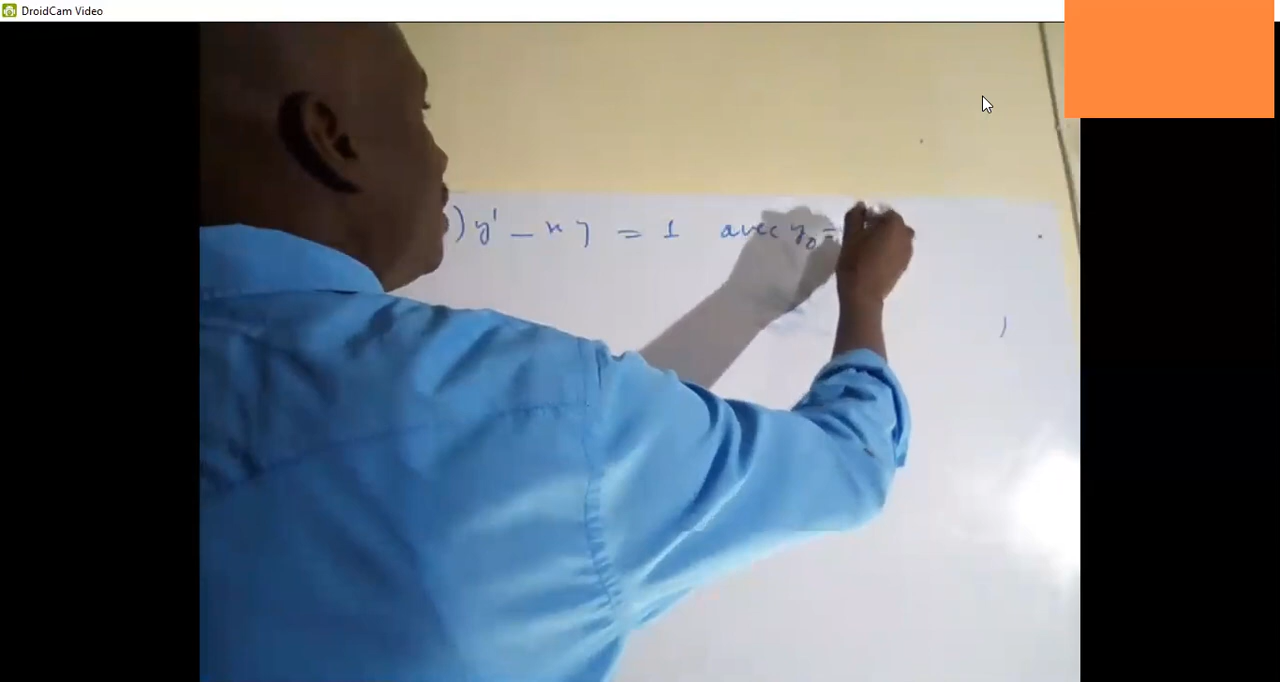 DroidCam Video
) y' - xy = 1 avec y₀ =
)